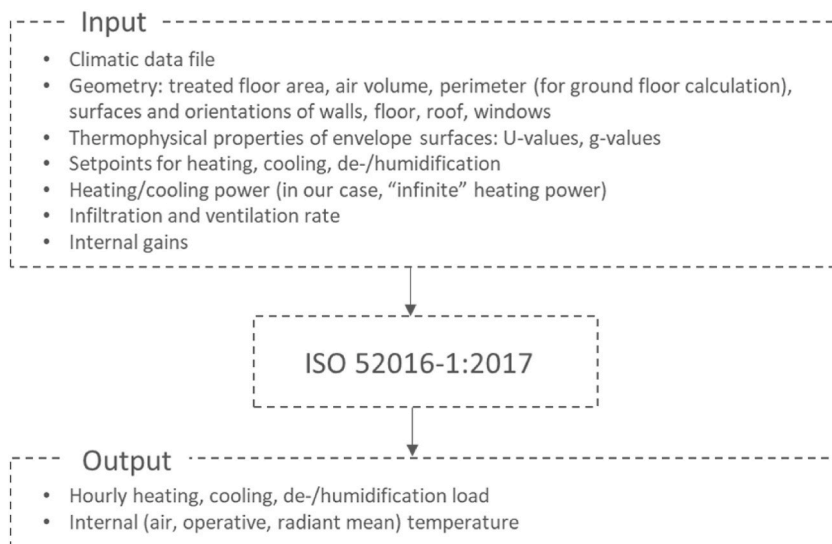 Input
• Climatic data file
• Geometry: treated floor area, air volume, perimeter (for ground floor calculation),
surfaces and orientations of walls, floor, roof, windows
• Thermophysical properties of envelope surfaces: U-values, g-values
• Setpoints for heating, cooling, de-/humidification
• Heating/cooling power (in our case, “infinite” heating power)
• Infiltration and ventilation rate
• Internal gains
ISO 52016-1:2017
Output
• Hourly heating, cooling, de-/humidification load
• Internal (air, operative, radiant mean) temperature